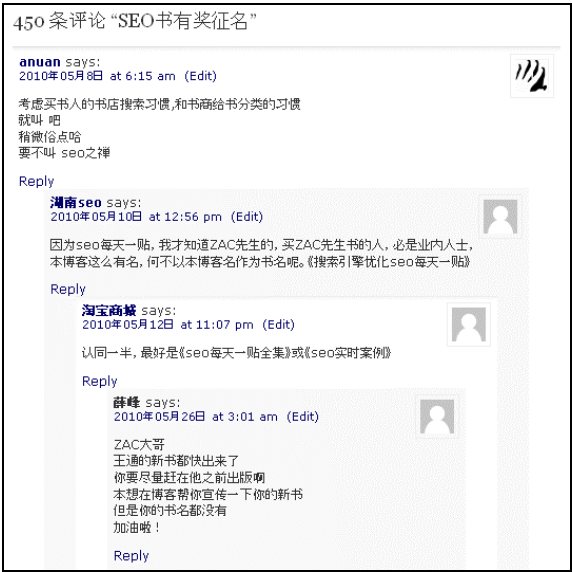 450 条评论 “SEO书有奖征名”
anuan says:
2010年05月8日 at 6:15 am (Edit)
考虑买书人的书店搜索习惯,和书商给书分类的习惯
就叫 吧
稍微俗点哈
要不叫 seo之禅
Reply
湖南seo says:
2010年05月10日 at 12:56 pm (Edit)
因为seo每天一贴, 我才知道ZAC先生的, 买ZAC先生书的人, 必是业内人士,
本博客这么有名, 何不以本博客名作为书名呢。《搜索引擎优化seo每天一贴》
Reply
淘宝商城 says:
2010年05月12日 at 11:07 pm (Edit)
认同一半, 最好是《seo每天一贴全集》或《seo实时案例》
Reply
薛峰 says:
2010年05月26日 at 3:01 am (Edit)
ZAC大哥
王通的新书都快出来了
你要尽量赶在他之前出版啊
本想在博客帮你宣传一下你的新书
但是你的书名都没有
加油啦！
Reply